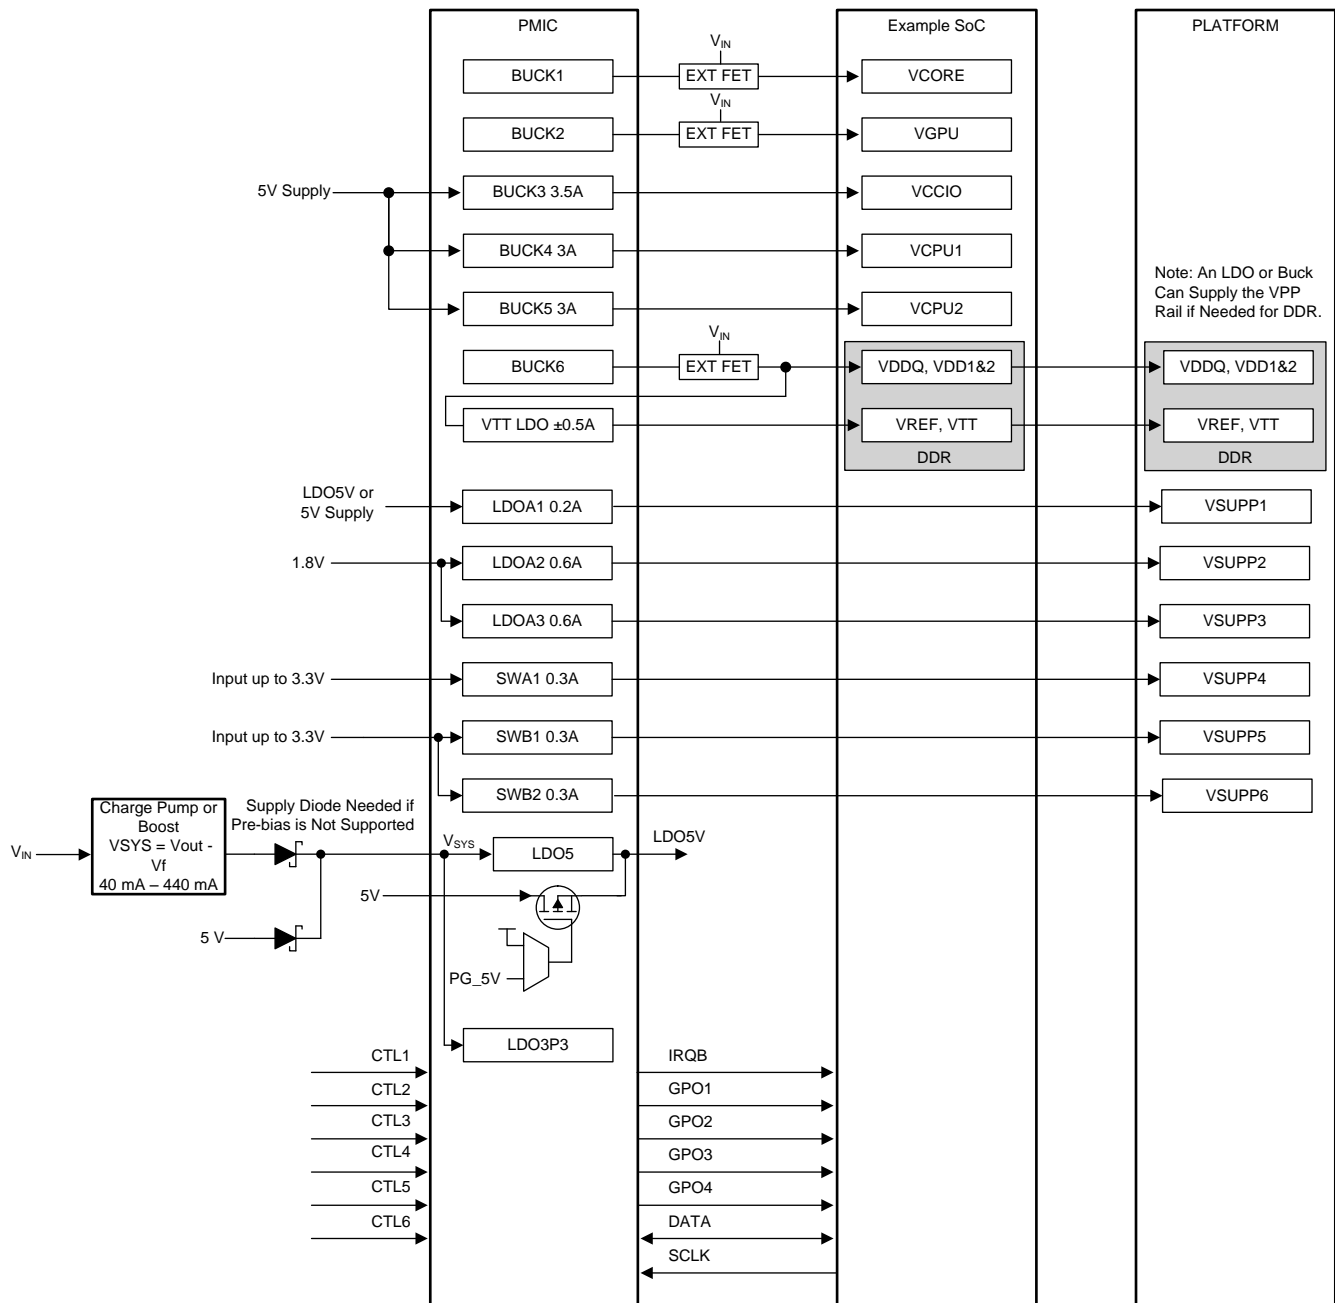 PMIC
Example SoC
PLATFORM
VIN
BUCK1
EXT FET
VCORE
VIN
BUCK2
EXT FET
VGPU
5V Supply
BUCK3 3.5A
VCCIO
BUCK4 3A
VCPU1
Note: An LDO or Buck
Can Supply the VPP
Rail if Needed for DDR.
BUCK5 3A
VCPU2
VIN
BUCK6
EXT FET
VDDQ, VDD1&2
VDDQ, VDD1&2
VTT LDO ±0.5A
VREF, VTT
VREF, VTT
DDR
DDR
LDO5V or
5V Supply
LDOA1 0.2A
VSUPP1
1.8V
LDOA2 0.6A
VSUPP2
LDOA3 0.6A
VSUPP3
Input up to 3.3V
SWA1 0.3A
VSUPP4
Input up to 3.3V
SWB1 0.3A
VSUPP5
SWB2 0.3A
VSUPP6
Charge Pump or
Boost
VSYS = Vout -
Vf
40 mA – 440 mA
Supply Diode Needed if
Pre-bias is Not Supported
VIN
VSYS
LDO5
LDO5V
5V
5 V
PG_5V
LDO3P3
CTL1
IRQB
CTL2
GPO1
CTL3
GPO2
CTL4
GPO3
CTL5
GPO4
CTL6
DATA
SCLK